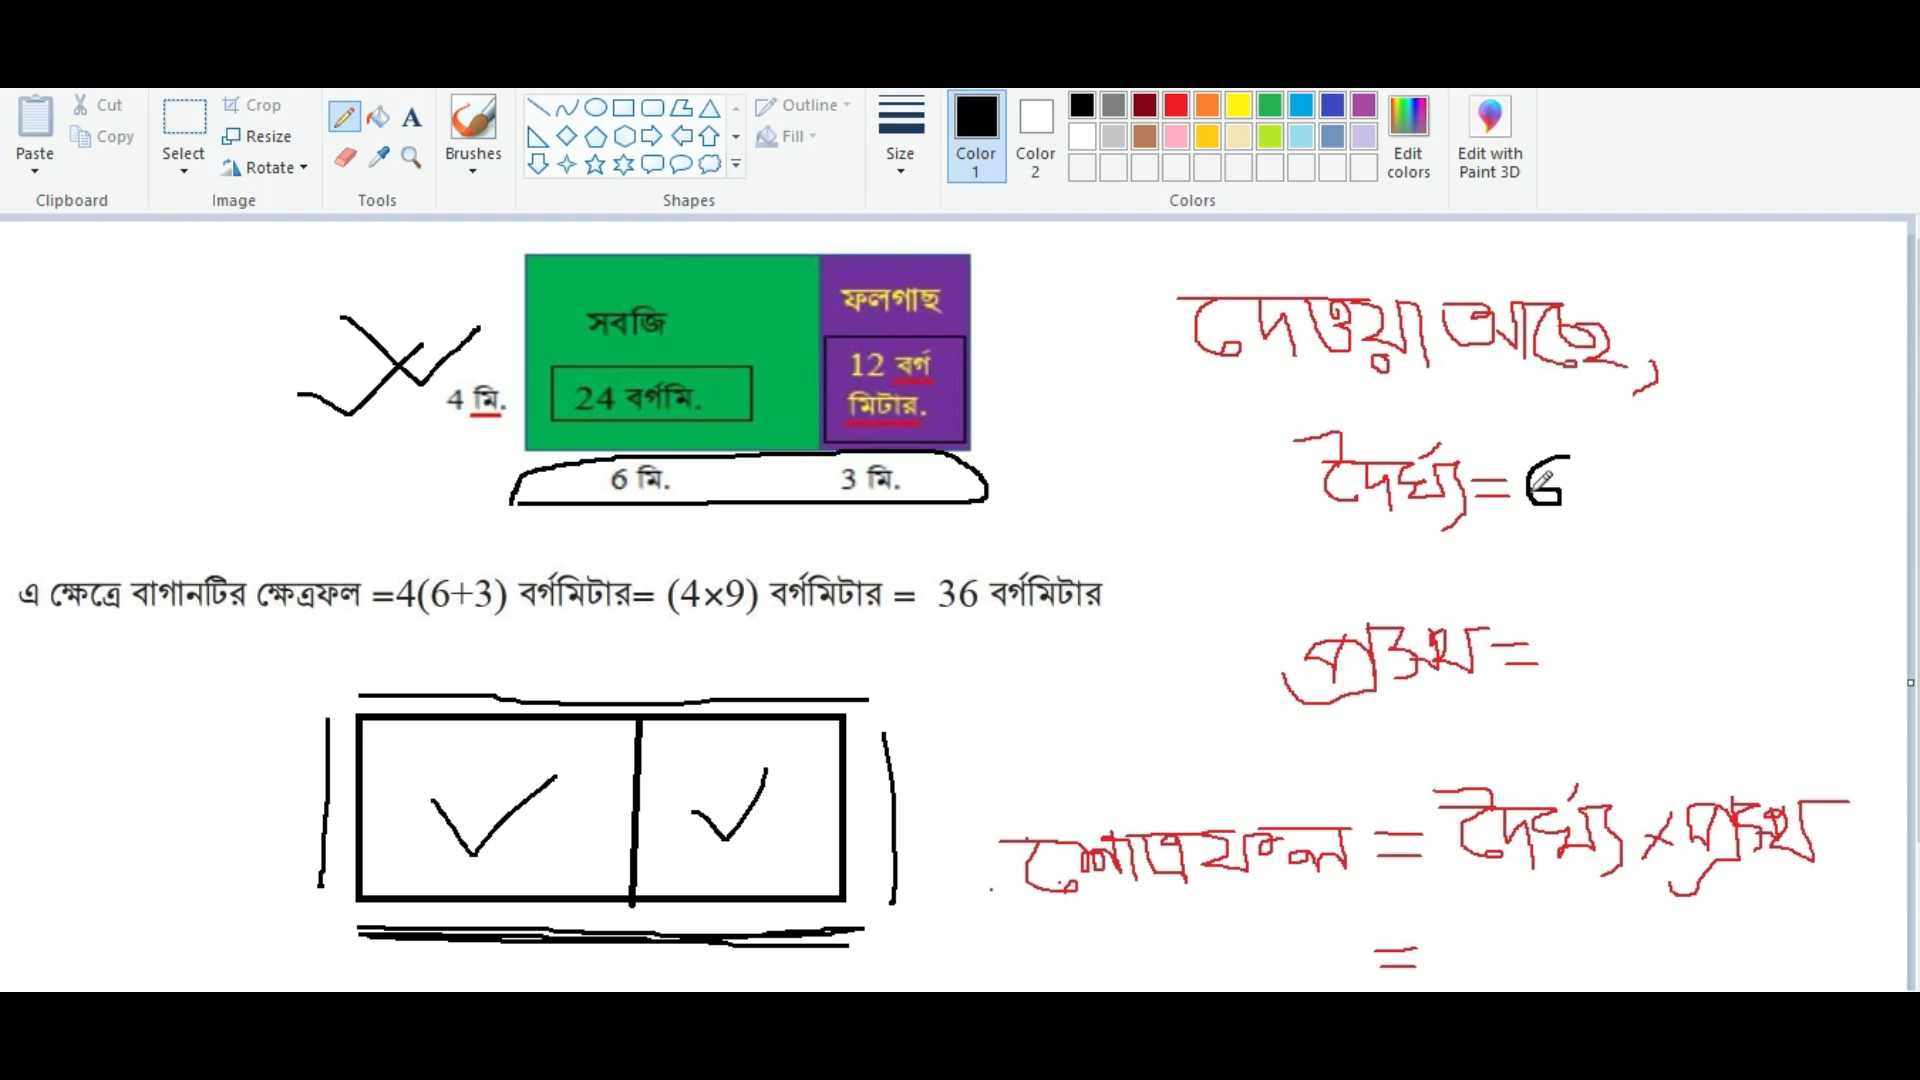 Paste
Cut
Copy
Clipboard
Select
Crop
Resize
Rotate
Image
Tools
Brushes
Shapes
Outline
Fill
Size
Color 1
Color 2
Colors
Edit colors
Edit with Paint 3D
সবজি
24 বর্গমি.
ফলগাছ
12 বর্গ
মিটার.
4 মি.
6 মি.
3 মি.
দেওয়া আছে,
দৈর্ঘ্য = 6
এ ক্ষেত্রে বাগানটির ক্ষেত্রফল =4(6+3) বর্গমিটার= (4×9) বর্গমিটার = 36 বর্গমিটার
প্রস্থ =
= দৈর্ঘ্য × প্রস্থ
=